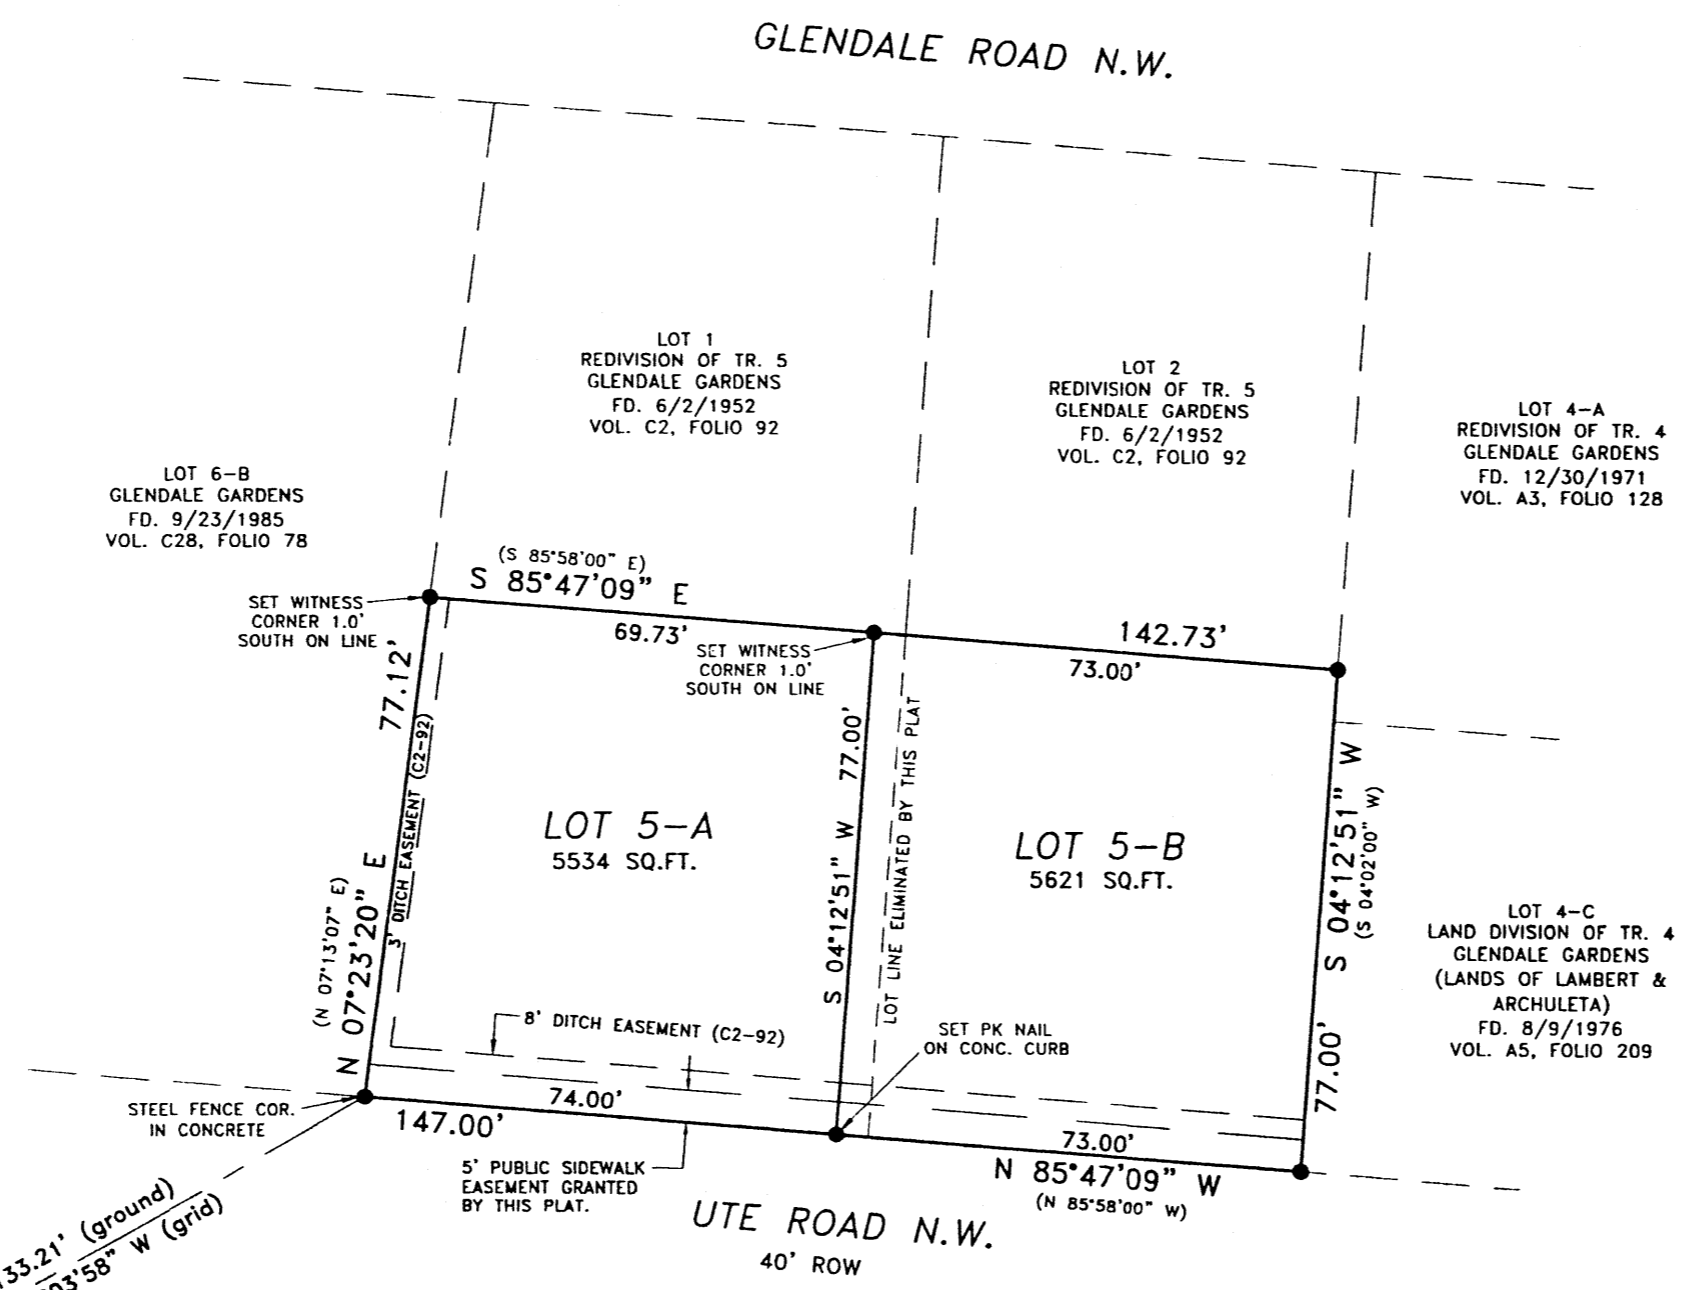 GLENDALE ROAD N.W.
LOT 1
REDIVISION OF TR. 5
GLENDALE GARDENS
FD. 6/2/1952
VOL. C2, FOLIO 92
LOT 2
REDIVISION OF TR. 5
GLENDALE GARDENS
FD. 6/2/1952
VOL. C2, FOLIO 92
LOT 4-A
REDIVISION OF TR. 4
GLENDALE GARDENS
FD. 12/30/1971
VOL. A3, FOLIO 128
LOT 6-B
GLENDALE GARDENS
FD. 9/23/1985
VOL. C28, FOLIO 78
(S 85°58'00" E)
S 85°47'09" E
69.73'
142.73'
73.00'
SET WITNESS
CORNER 1.0'
SOUTH ON LINE
SET WITNESS
CORNER 1.0'
SOUTH ON LINE
77.12'
N 07°23'20" E
(N 07°13'07" E)
3' DITCH EASEMENT (C2-92)
LOT 5-A
5534 SQ.FT.
S 04°12'51" W 77.00'
LOT LINE ELIMINATED BY THIS PLAT
LOT 5-B
5621 SQ.FT.
77.00' S 04°12'51" W
(S 04°02'00" W)
LOT 4-C
LAND DIVISION OF TR. 4
GLENDALE GARDENS
(LANDS OF LAMBERT &
ARCHULETA)
FD. 8/9/1976
VOL. A5, FOLIO 209
8' DITCH EASEMENT (C2-92)
SET PK NAIL
ON CONC. CURB
STEEL FENCE COR.
IN CONCRETE
74.00'
147.00'
73.00'
N 85°47'09" W
(N 85°58'00" W)
5' PUBLIC SIDEWALK
EASEMENT GRANTED
BY THIS PLAT.
UTE ROAD N.W.
40' ROW
33.21' (ground)
03'58" W (grid)